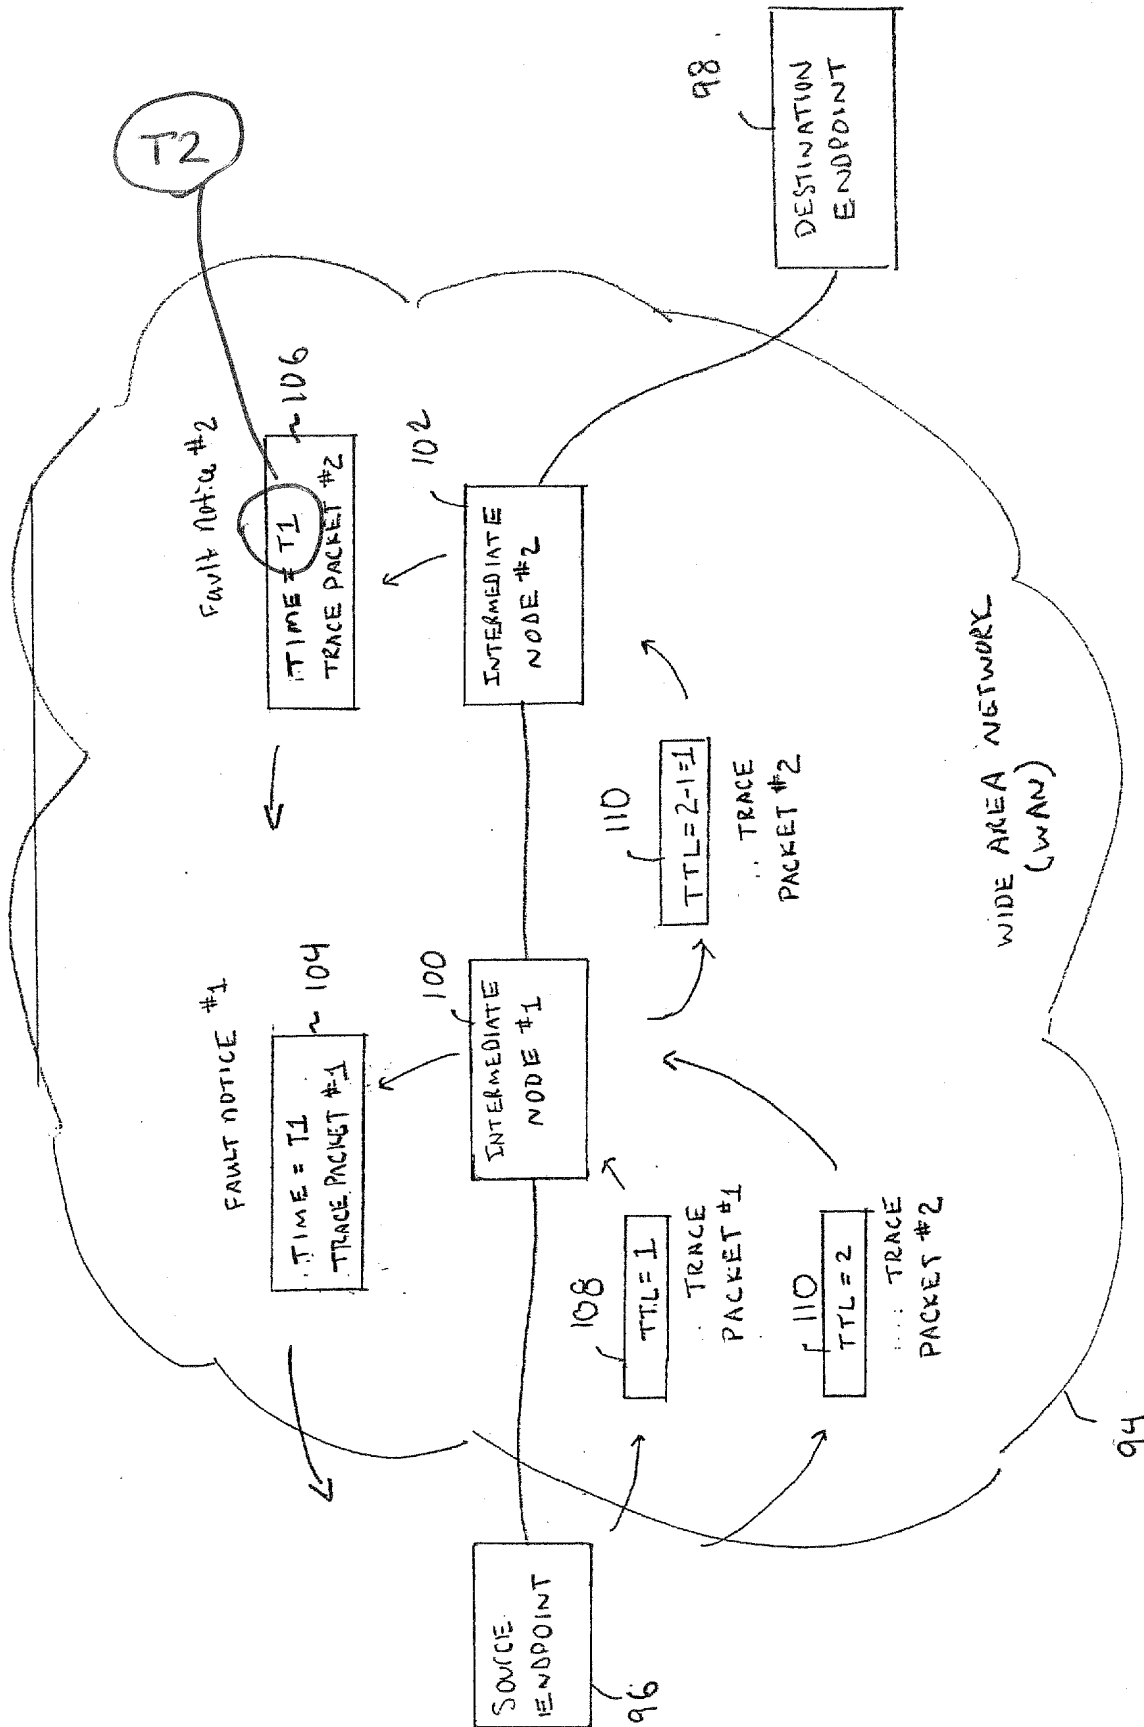 T2
Fault Notice #2
TIME = T1
TRACE PACKET #2
~ 106
FAULT NOTICE #1
TIME = T1
TRACE PACKET #1
~ 104
SOURCE
ENDPOINT
96
100
INTERMEDIATE
NODE #1
102
INTERMEDIATE
NODE #2
98
DESTINATION
ENDPOINT
108
TTL = 1
.. TRACE
PACKET #1
110
TTL = 2
.... TRACE
PACKET #2
110
TTL = 2-1=1
... TRACE
PACKET #2
WIDE AREA NETWORK
(WAN)
94